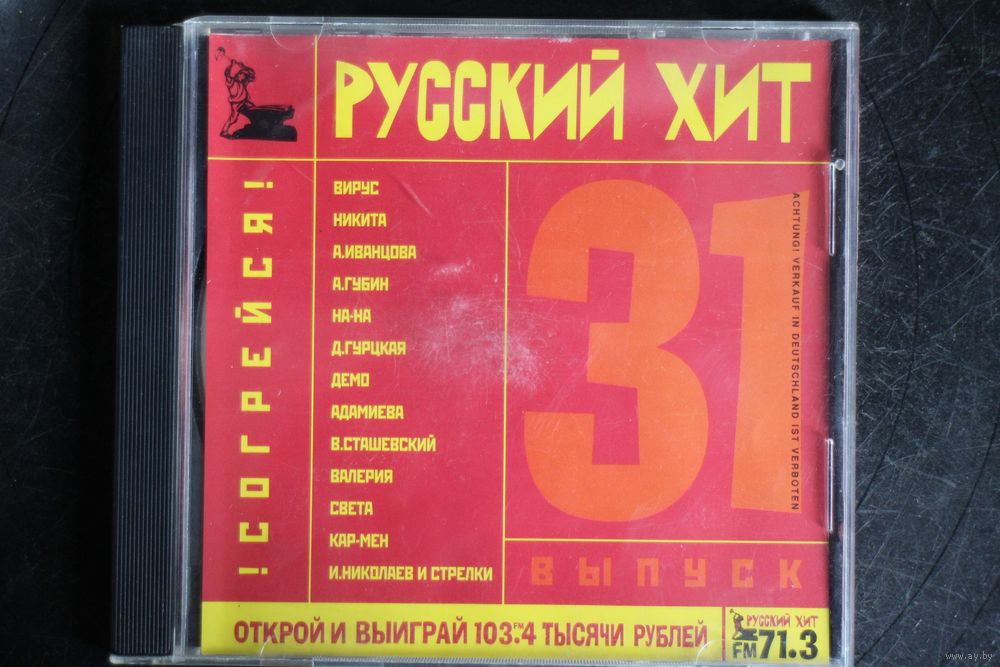 РУССКИЙ ХИТ
! СОГРЕЙСЯ !
ВИРУС
НИКИТА
А.ИВАНЦОВА
А.ГУБИН
НА-НА
Д.ГУРЦКАЯ
ДЕМО
АДАМИЕВА
В.СТАШЕВСКИЙ
ВАЛЕРИЯ
СВЕТА
КАР-МЕН
И.НИКОЛАЕВ И СТРЕЛКИ
31
ВЫПУСК
ACHTUNG! VERKAUF IN DEUTSCHLAND IST VERBOTEN
ОТКРОЙ И ВЫИГРАЙ 103.FM4 ТЫСЯЧИ РУБЛЕЙ
РУССКИЙ ХИТ
FM 71.3
www.ay.by